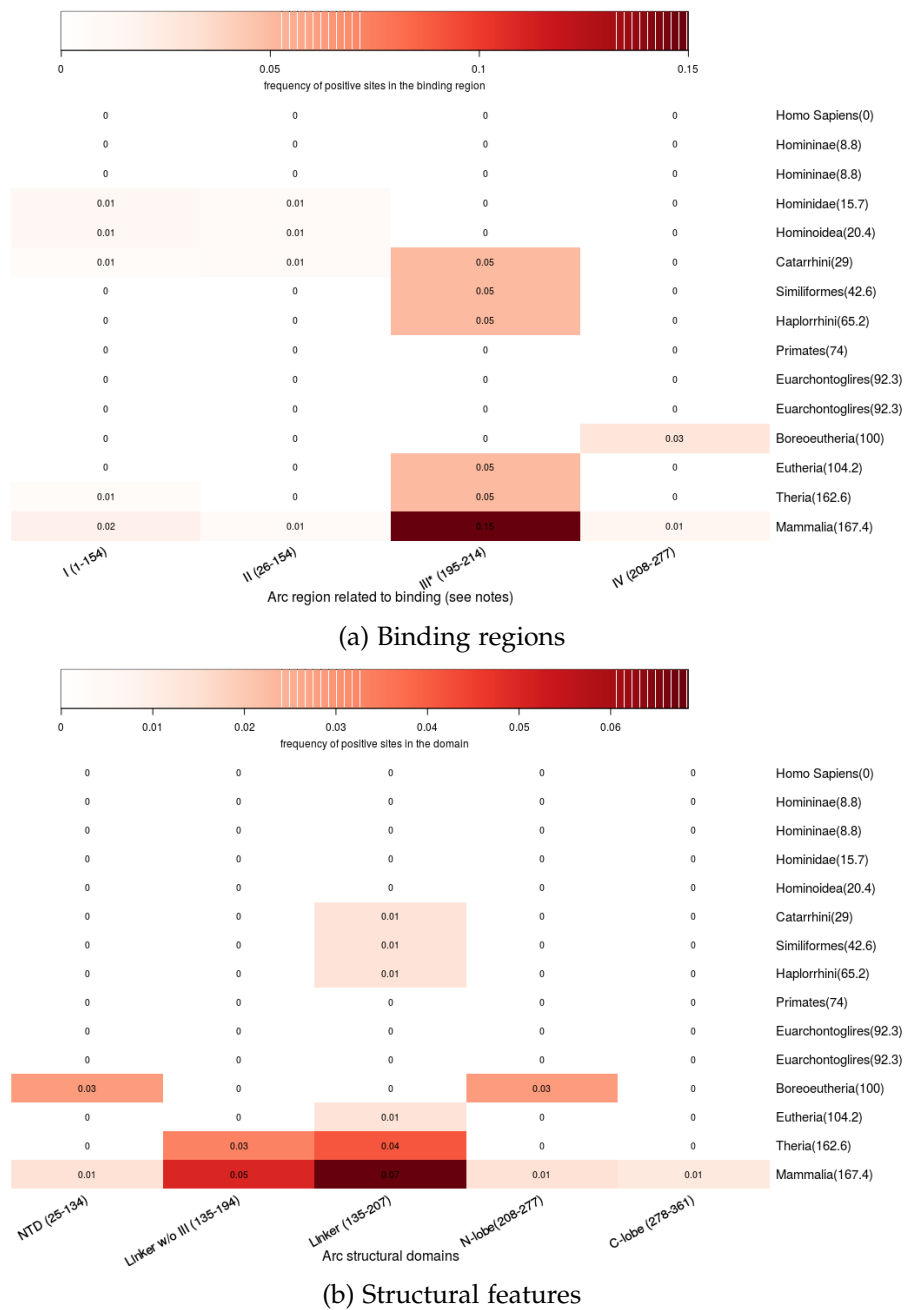 0 0.05 0.1 0.15
frequency of positive sites in the binding region
0 0 0 0 Homo Sapiens(0)
0 0 0 0 Homininae(8.8)
0 0 0 0 Homininae(8.8)
0.01 0.01 0 0 Hominidae(15.7)
0.01 0.01 0 0 Hominoidea(20.4)
0.01 0.01 0.05 0 Catarrhini(29)
0 0 0.05 0 Similiformes(42.6)
0 0 0.05 0 Haplorrhini(65.2)
0 0 0 0 Primates(74)
0 0 0 0 Euarchontoglires(92.3)
0 0 0 0 Euarchontoglires(92.3)
0 0 0 0.03 Boreoeutheria(100)
0 0 0.05 0 Eutheria(104.2)
0.01 0 0.05 0 Theria(162.6)
0.02 0.01 0.15 0.01 Mammalia(167.4)
I (1-154) II (26-154) III* (195-214) IV (208-277)
Arc region related to binding (see notes)
(a) Binding regions
0 0.01 0.02 0.03 0.04 0.05 0.06
frequency of positive sites in the domain
0 0 0 0 0 Homo Sapiens(0)
0 0 0 0 0 Homininae(8.8)
0 0 0 0 0 Homininae(8.8)
0 0 0 0 0 Hominidae(15.7)
0 0 0 0 0 Hominoidea(20.4)
0 0 0.01 0 0 Catarrhini(29)
0 0 0.01 0 0 Similiformes(42.6)
0 0 0.01 0 0 Haplorrhini(65.2)
0 0 0 0 0 Primates(74)
0 0 0 0 0 Euarchontoglires(92.3)
0 0 0 0 0 Euarchontoglires(92.3)
0.03 0 0 0.03 0 Boreoeutheria(100)
0 0 0.01 0 0 Eutheria(104.2)
0 0.03 0.04 0 0 Theria(162.6)
0.01 0.05 0.07 0.01 0.01 Mammalia(167.4)
NTD (25-134) Linker w/o III (135-194) Linker (135-207) N-lobe(208-277) C-lobe (278-361)
Arc structural domains
(b) Structural features